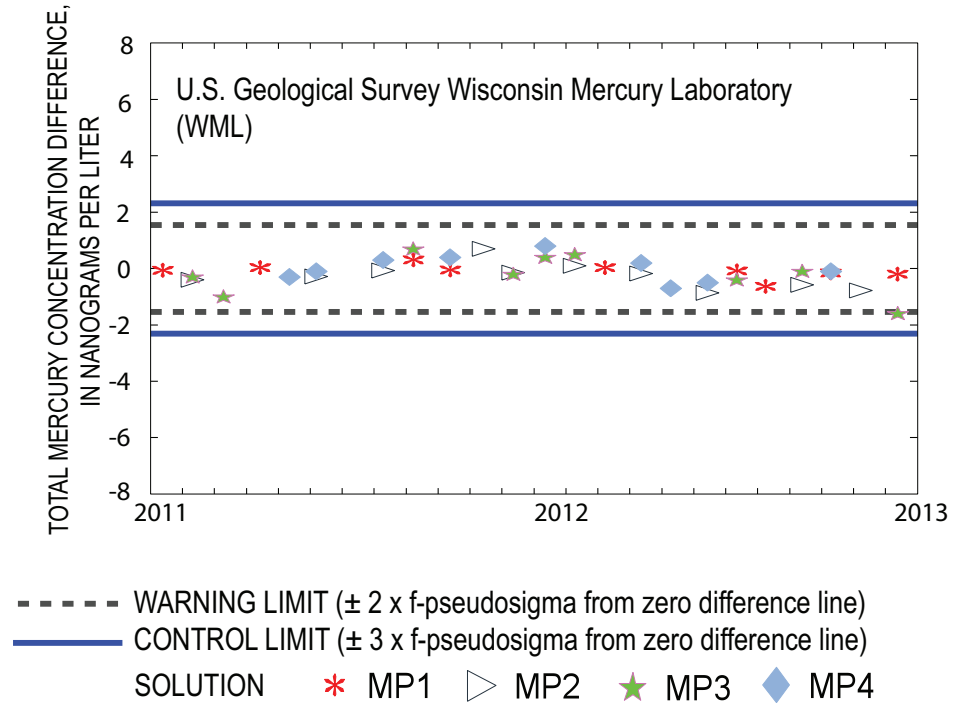 TOTAL MERCURY CONCENTRATION DIFFERENCE,
IN NANOGRAMS PER LITER
8
6
4
2
0
-2
-4
-6
-8
U.S. Geological Survey Wisconsin Mercury Laboratory
(WML)
2011 2012 2013
WARNING LIMIT (± 2 x f-pseudosigma from zero difference line)
CONTROL LIMIT (± 3 x f-pseudosigma from zero difference line)
SOLUTION MP1 MP2 MP3 MP4